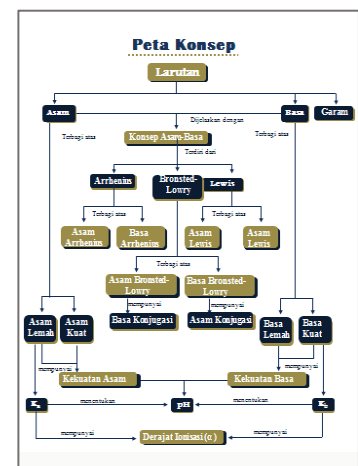 Peta Konsep
Larutan
Asam
Basa
Garam
Dijelaskan dengan
Terbagi atas
Konsep Asam-Basa
Terbagi atas
Terdiri dari
Arrhenius
Bronsted-
Lowry
Lewis
Terbagi atas
Terbagi atas
Asam
Arrhenius
Basa
Arrhenius
Asam
Lewis
Asam
Lewis
Terbagi atas
Asam Bronsted-
Lowry
Basa Bronsted-
Lowry
mempunyai
mempunyai
Basa Konjugasi
Asam Konjugasi
Asam
Lemah
Asam
Kuat
Basa
Lemah
Basa
Kuat
mempunyai
mempunyai
Kekuatan Asam
Kekuatan Basa
menentukan
pH
menentukan
mempunyai
mempunyai
Derajat Ionisasi (α )